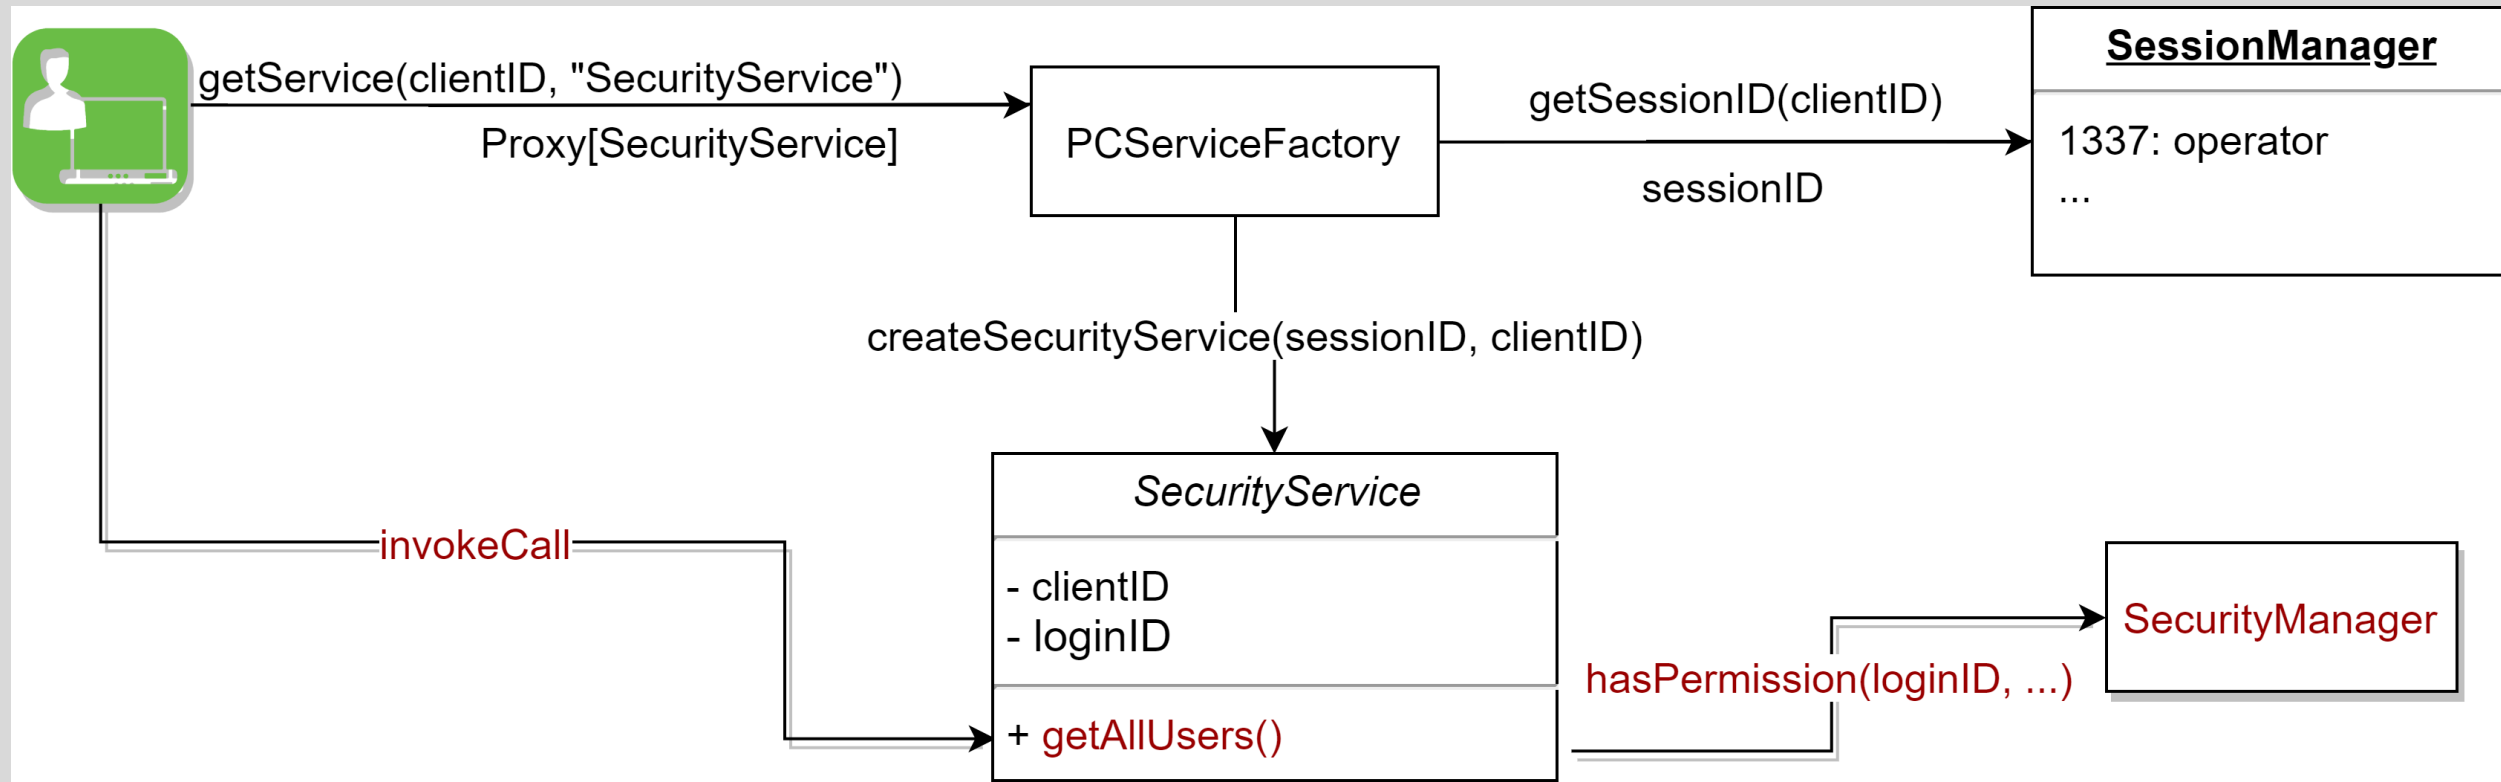 getService(clientID, "SecurityService")
Proxy[SecurityService]
PCServiceFactory
getSessionID(clientID)
sessionID
SessionManager
1337: operator
...
createSecurityService(sessionID, clientID)
invokeCall
SecurityService
- clientID
- loginID
+ getAllUsers()
hasPermission(loginID, ...)
SecurityManager